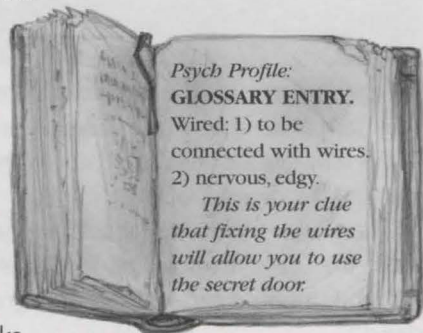 Psych Profile:
GLOSSARY ENTRY.
Wired: 1) to be
connected with wires.
2) nervous, edgy.
This is your clue
that fixing the wires
will allow you to use
the secret door.